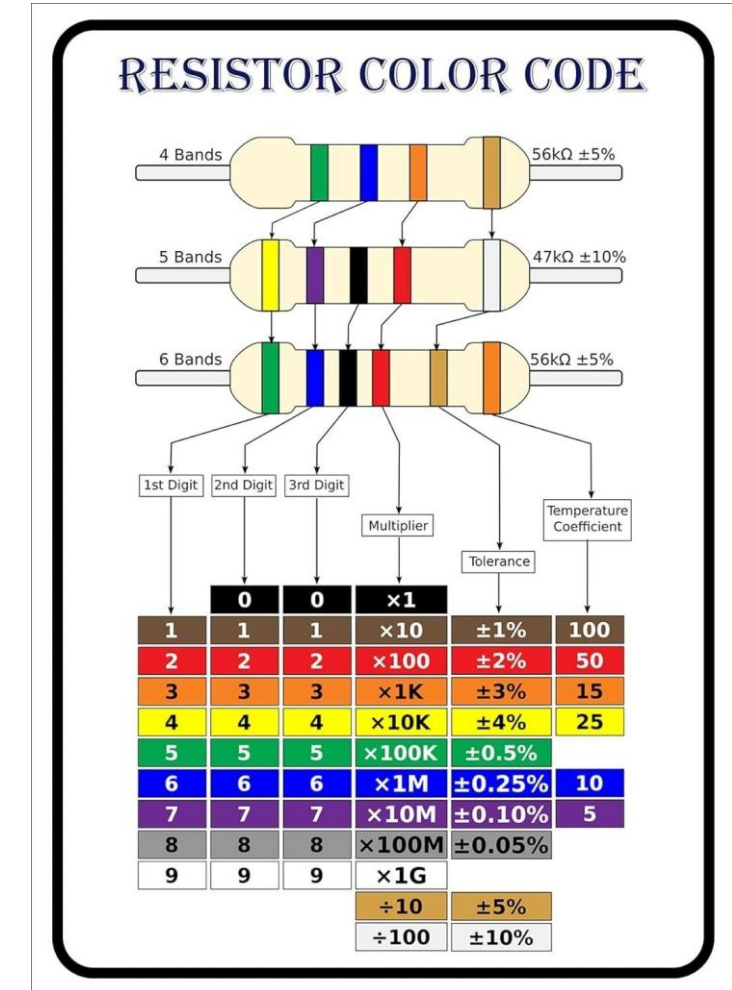 RESISTOR COLOR CODE
4 Bands 56kΩ ±5%
5 Bands 47kΩ ±10%
6 Bands 56kΩ ±5%
1st Digit 2nd Digit 3rd Digit
Multiplier
Temperature
Coefficient
Tolerance
0 0 ×1
1 1 1 ×10 ±1% 100
2 2 2 ×100 ±2% 50
3 3 3 ×1K ±3% 15
4 4 4 ×10K ±4% 25
5 5 5 ×100K ±0.5%
6 6 6 ×1M ±0.25% 10
7 7 7 ×10M ±0.10% 5
8 8 8 ×100M ±0.05%
9 9 9 ×1G
÷10 ±5%
÷100 ±10%